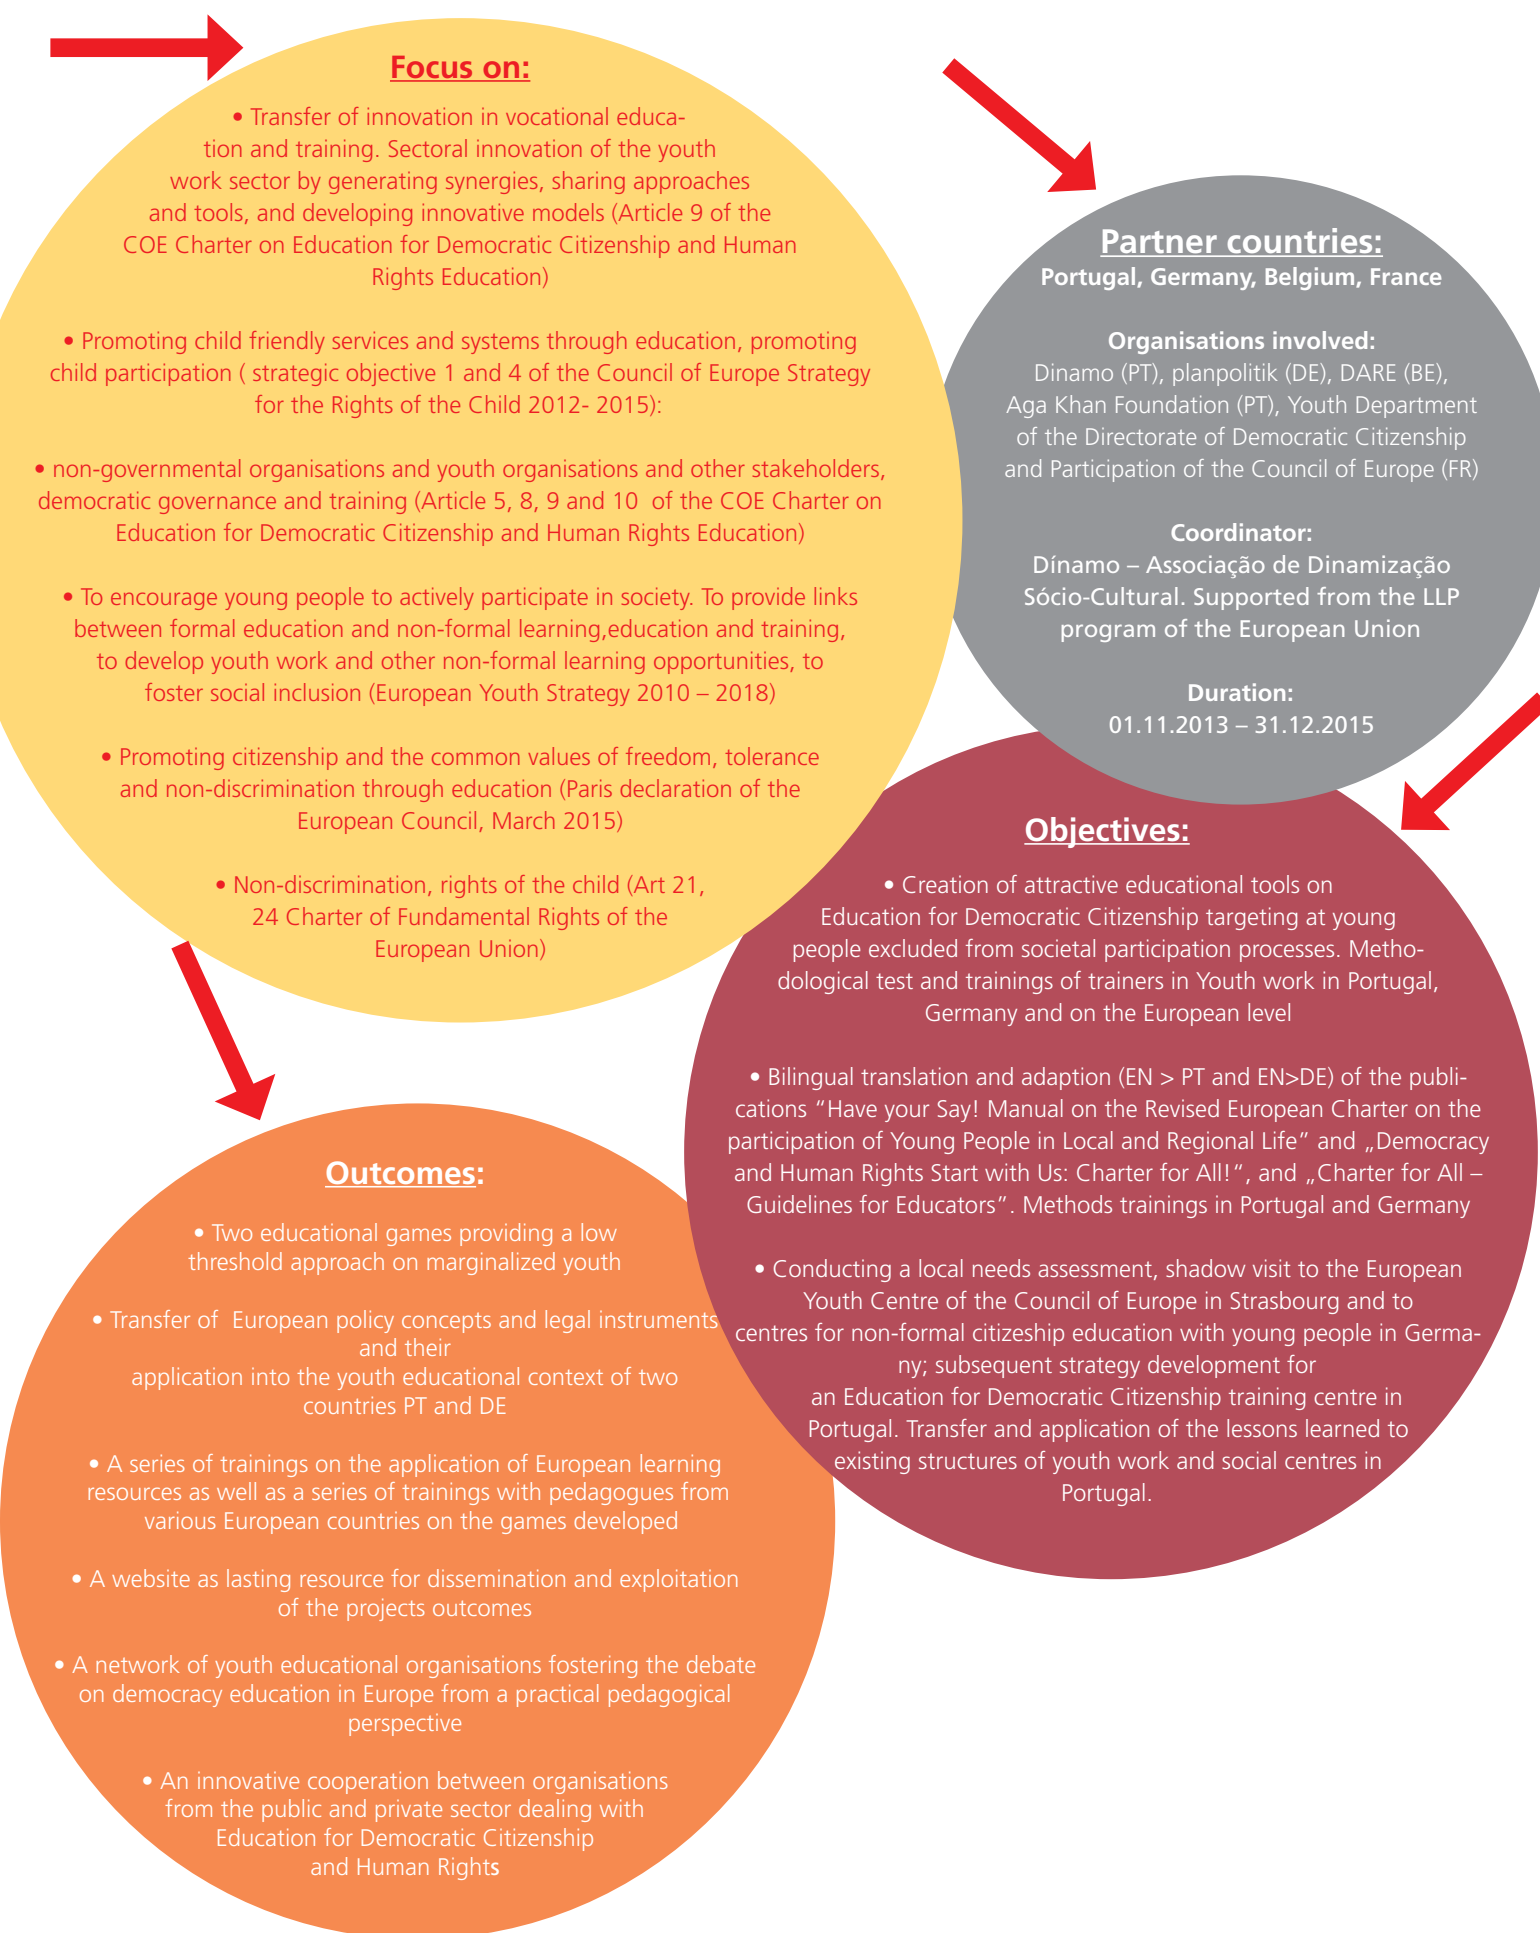 Focus on:
• Transfer of innovation in vocational educa-
tion and training. Sectoral innovation of the youth
work sector by generating synergies, sharing approaches
and tools, and developing innovative models (Article 9 of the
COE Charter on Education for Democratic Citizenship and Human
Rights Education)
• Promoting child friendly services and systems through education, promoting
child participation ( strategic objective 1 and 4 of the Council of Europe Strategy
for the Rights of the Child 2012- 2015):
• non-governmental organisations and youth organisations and other stakeholders,
democratic governance and training (Article 5, 8, 9 and 10  of the COE Charter on
Education for Democratic Citizenship and Human Rights Education)
• To encourage young people to actively participate in society. To provide links
between formal education and non-formal learning,education and training,
to develop youth work and other non-formal learning opportunities, to
foster social inclusion (European Youth Strategy 2010 – 2018)
• Promoting citizenship and the common values of freedom, tolerance
and non-discrimination through education (Paris declaration of the
European Council, March 2015)
• Non-discrimination, rights of the child (Art 21,
24 Charter of Fundamental Rights of the
European Union)
Partner countries:
Portugal, Germany, Belgium, France
Organisations involved:
Dinamo (PT), planpolitik (DE), DARE (BE),
Aga Khan Foundation (PT), Youth Department
of the Directorate of Democratic Citizenship
and Participation of the Council of Europe (FR)
Coordinator:
Dínamo – Associação de Dinamização
Sócio-Cultural. Supported from the LLP
program of the European Union
Duration:
01.11.2013 – 31.12.2015
Objectives:
• Creation of attractive educational tools on
Education for Democratic Citizenship targeting at young
people excluded from societal participation processes. Metho-
dological test and trainings of trainers in Youth work in Portugal,
Germany and on the European level
• Bilingual translation and adaption (EN > PT and EN>DE) of the publi-
cations “Have your Say! Manual on the Revised European Charter on the
participation of Young People in Local and Regional Life” and „Democracy
and Human Rights Start with Us: Charter for All!“, and „Charter for All –
Guidelines for Educators”. Methods trainings in Portugal and Germany
• Conducting a local needs assessment, shadow visit to the European
Youth Centre of the Council of Europe in Strasbourg and to
centres for non-formal citizeship education with young people in Germa-
ny; subsequent strategy development for
an Education for Democratic Citizenship training centre in
Portugal. Transfer and application of the lessons learned to
existing structures of youth work and social centres in
Portugal.
Outcomes:
• Two educational games providing a low
threshold approach on marginalized youth
• Transfer of  European policy concepts and legal instruments
and their
application into the youth educational context of two
countries PT and DE
• A series of trainings on the application of European learning
resources as well as a series of trainings with pedagogues from
various European countries on the games developed
• A website as lasting resource for dissemination and exploitation
of the projects outcomes
• A network of youth educational organisations fostering the debate
on democracy education in Europe from a practical pedagogical
perspective
• An innovative cooperation between organisations
from the public and private sector dealing with
Education for Democratic Citizenship
and Human Rights